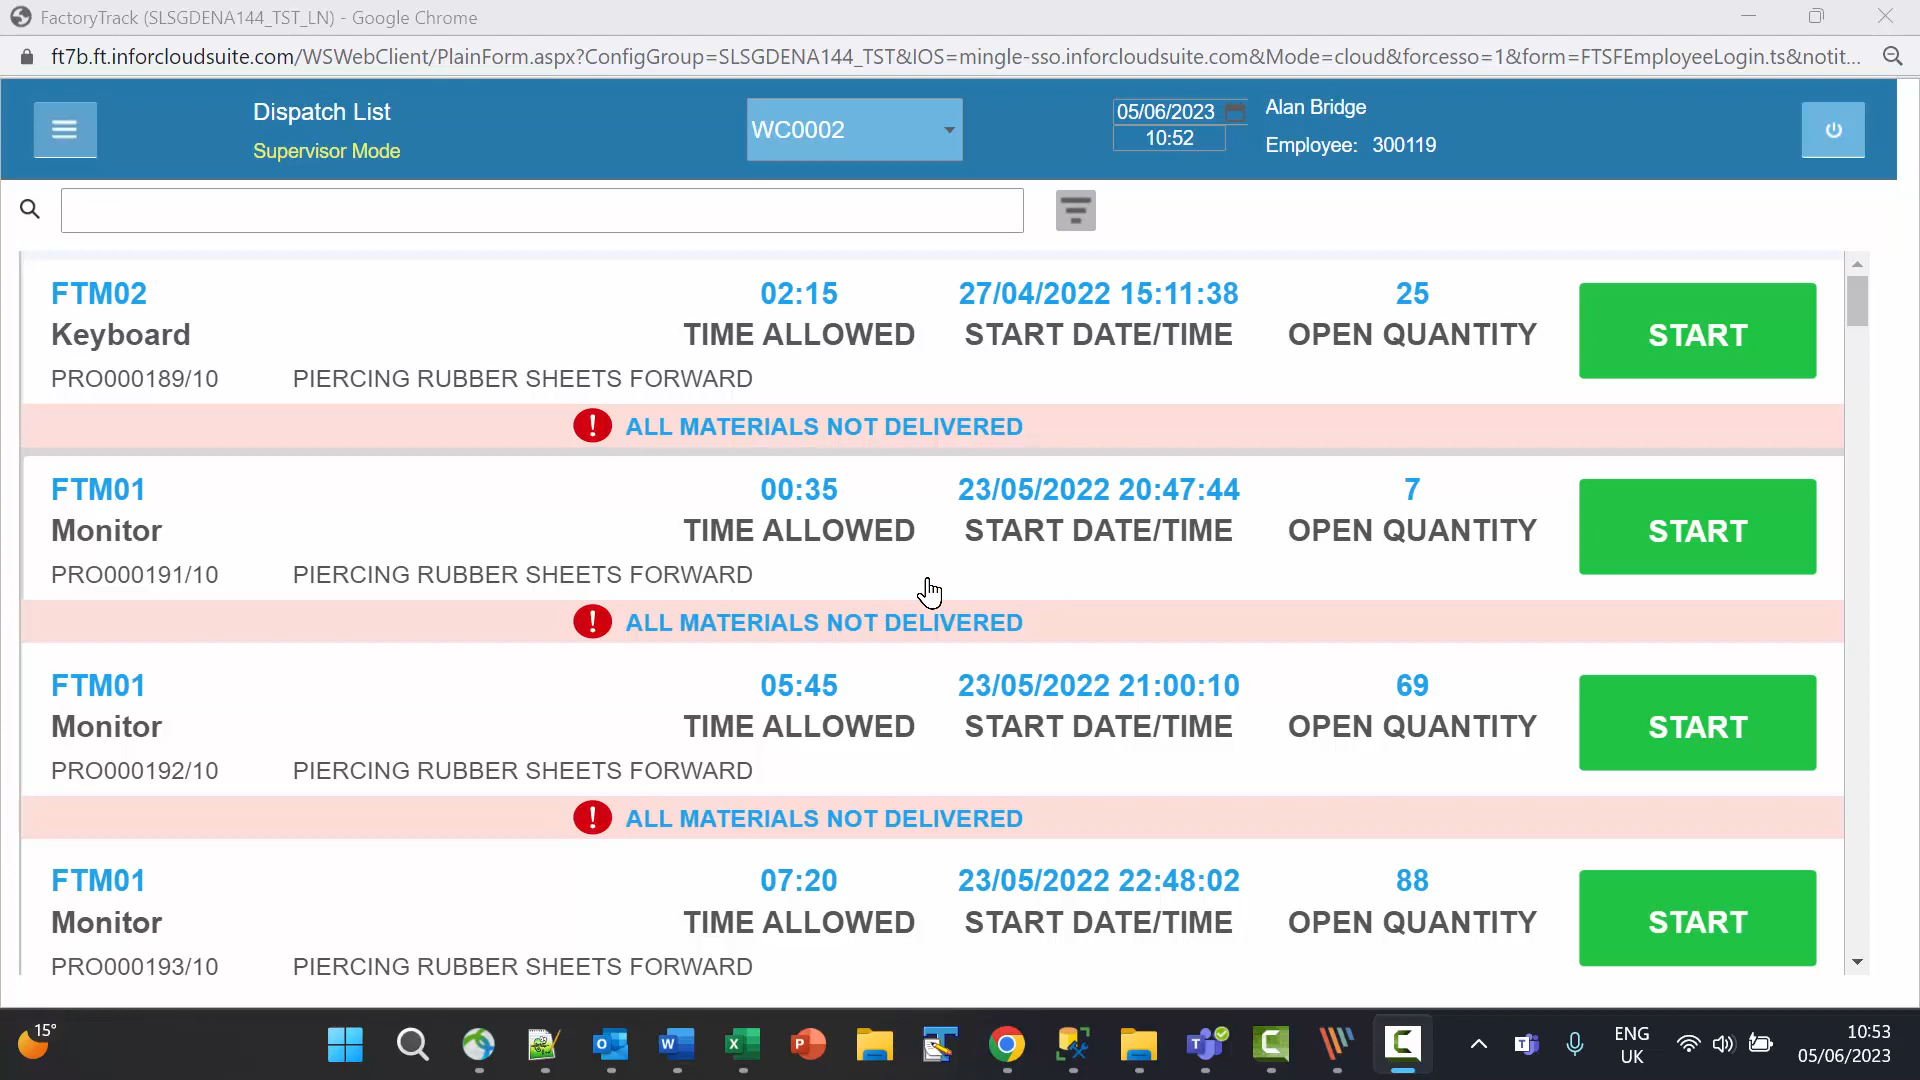 FactoryTrack (SLSGDENA144_TST_LN) - Google Chrome
ft7b.ft.inforcloudsuite.com/WSWebClient/PlainForm.aspx?ConfigGroup=SLSGDENA144_TST&IOS=mingle-sso.inforcloudsuite.com&Mode=cloud&forcesso=1&form=FTSFEmployeeLogin.ts&notit...
Dispatch List
Supervisor Mode
WC0002
05/06/2023
10:52
Alan Bridge
Employee: 300119
FTM02 02:15 27/04/2022 15:11:38 25
Keyboard TIME ALLOWED START DATE/TIME OPEN QUANTITY START
PRO000189/10 PIERCING RUBBER SHEETS FORWARD
! ALL MATERIALS NOT DELIVERED
FTM01 00:35 23/05/2022 20:47:44 7
Monitor TIME ALLOWED START DATE/TIME OPEN QUANTITY START
PRO000191/10 PIERCING RUBBER SHEETS FORWARD
! ALL MATERIALS NOT DELIVERED
FTM01 05:45 23/05/2022 21:00:10 69
Monitor TIME ALLOWED START DATE/TIME OPEN QUANTITY START
PRO000192/10 PIERCING RUBBER SHEETS FORWARD
! ALL MATERIALS NOT DELIVERED
FTM01 07:20 23/05/2022 22:48:02 88
Monitor TIME ALLOWED START DATE/TIME OPEN QUANTITY START
PRO000193/10 PIERCING RUBBER SHEETS FORWARD
15°
ENG
UK
10:53
05/06/2023